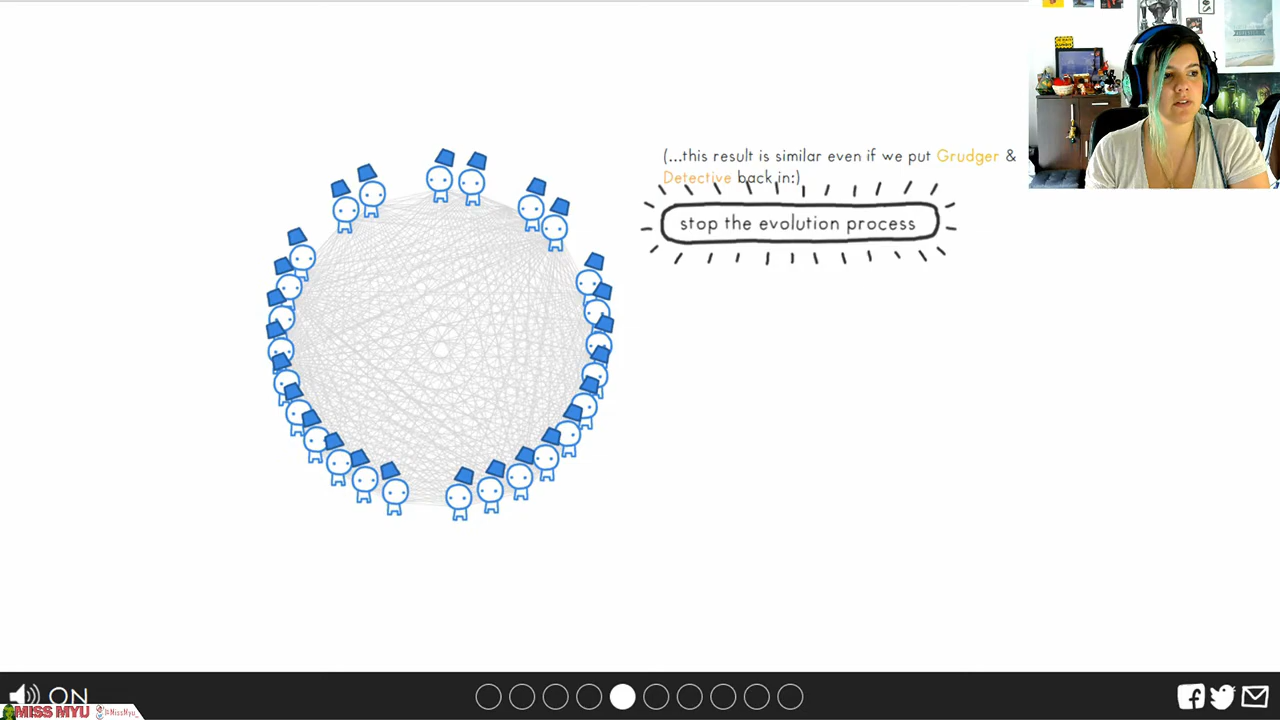 (...this result is similar even if we put Grudger &
Detective back in:)
stop the evolution process
ON
MISS MYU
@MissMyu_